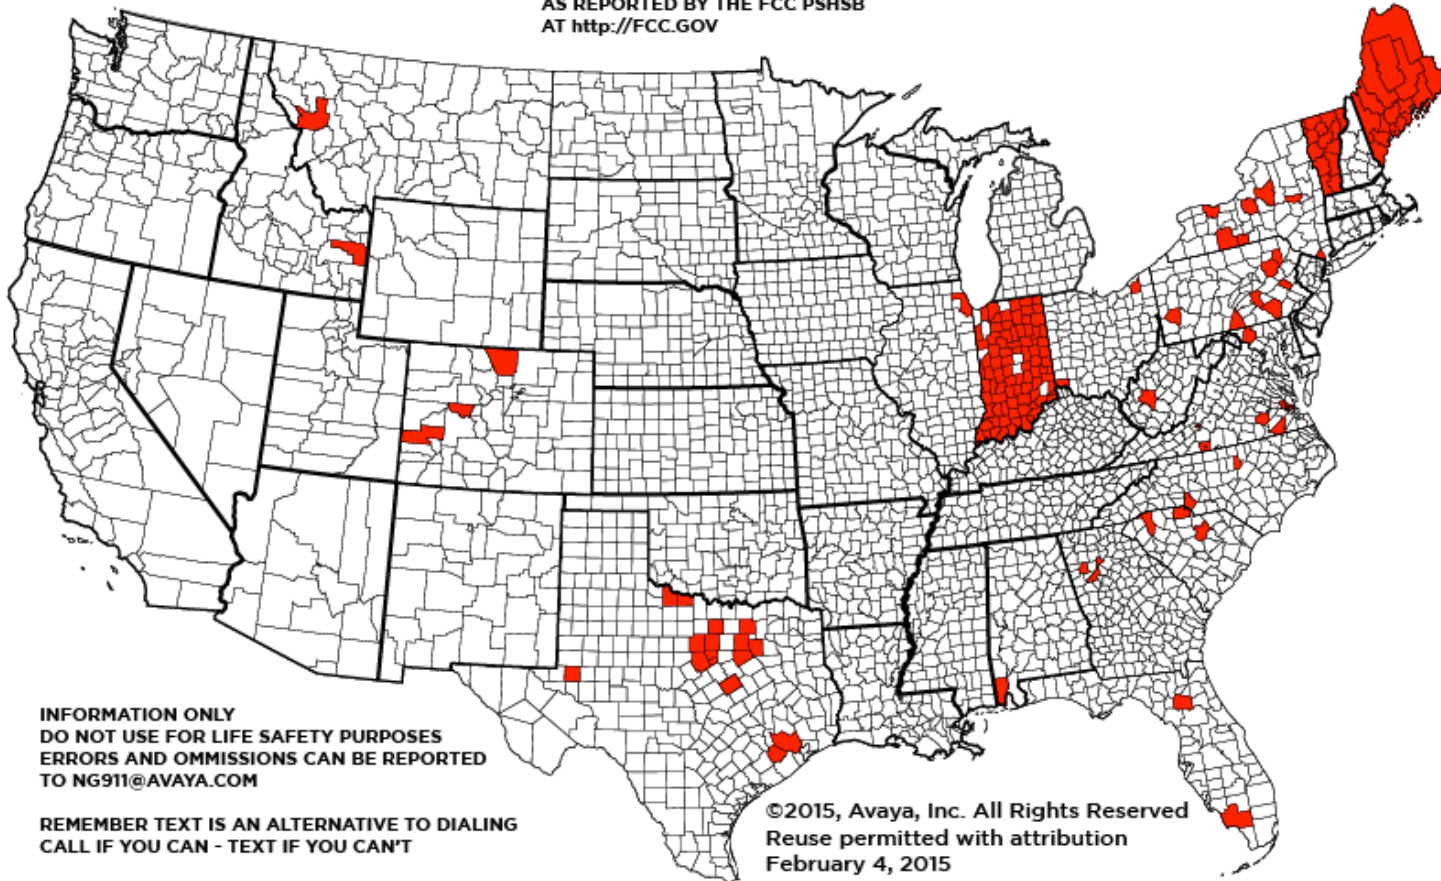 AS REPORTED BY THE FCC PSHSB
AT http://FCC.GOV
INFORMATION ONLY
DO NOT USE FOR LIFE SAFETY PURPOSES
ERRORS AND OMMISSIONS CAN BE REPORTED
TO NG911@AVAYA.COM
REMEMBER TEXT IS AN ALTERNATIVE TO DIALING
CALL IF YOU CAN - TEXT IF YOU CAN'T
©2015, Avaya, Inc. All Rights Reserved
Reuse permitted with attribution
February 4, 2015